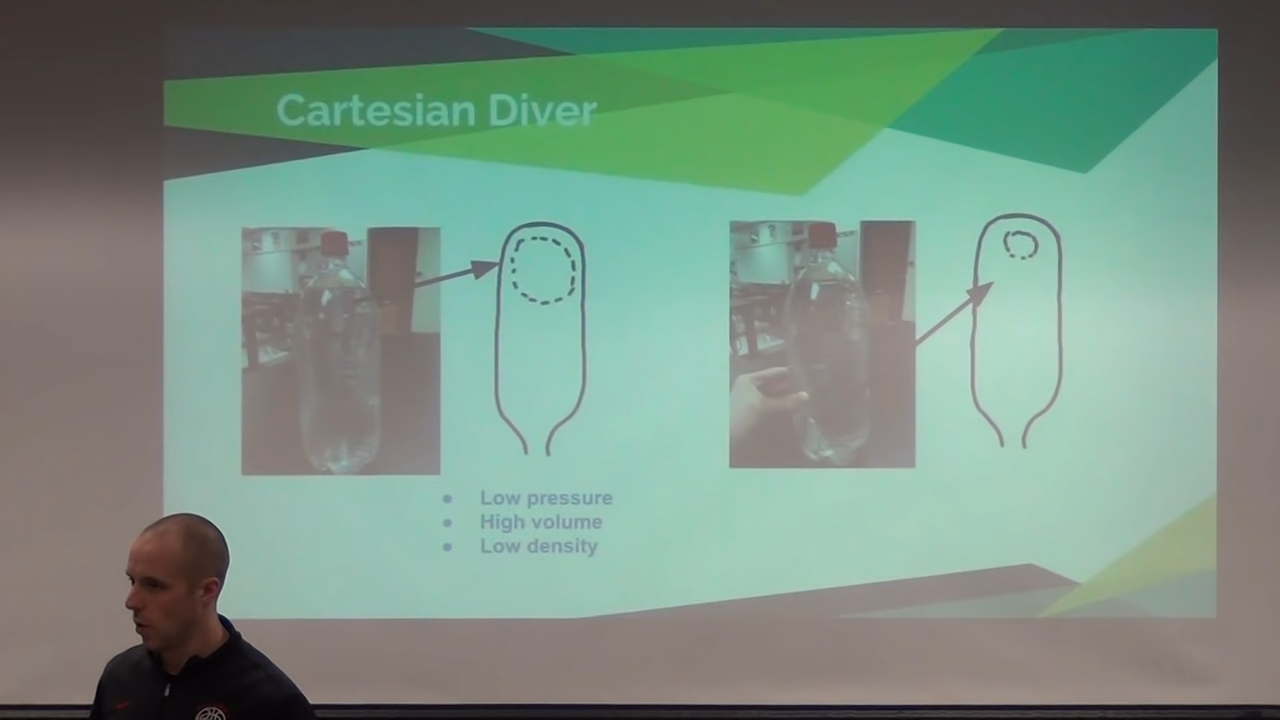 Cartesian Diver
● Low pressure
● High volume
● Low density